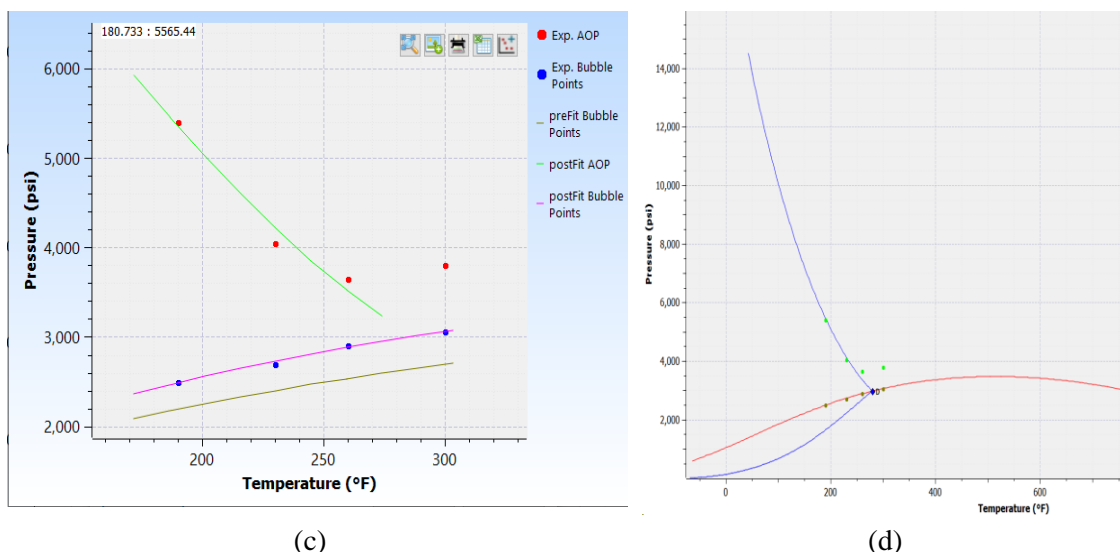 180.733 : 5565.44
6,000
5,000
4,000
3,000
2,000
Pressure (psi)
200
250
300
Temperature (°F)
Exp. AOP
Exp. Bubble
Points
preFit Bubble
Points
postFit AOP
postFit Bubble
Points
(c)
14,000
12,000
10,000
8,000
6,000
4,000
2,000
Pressure (psi)
0
200
400
600
Temperature (°F)
(d)